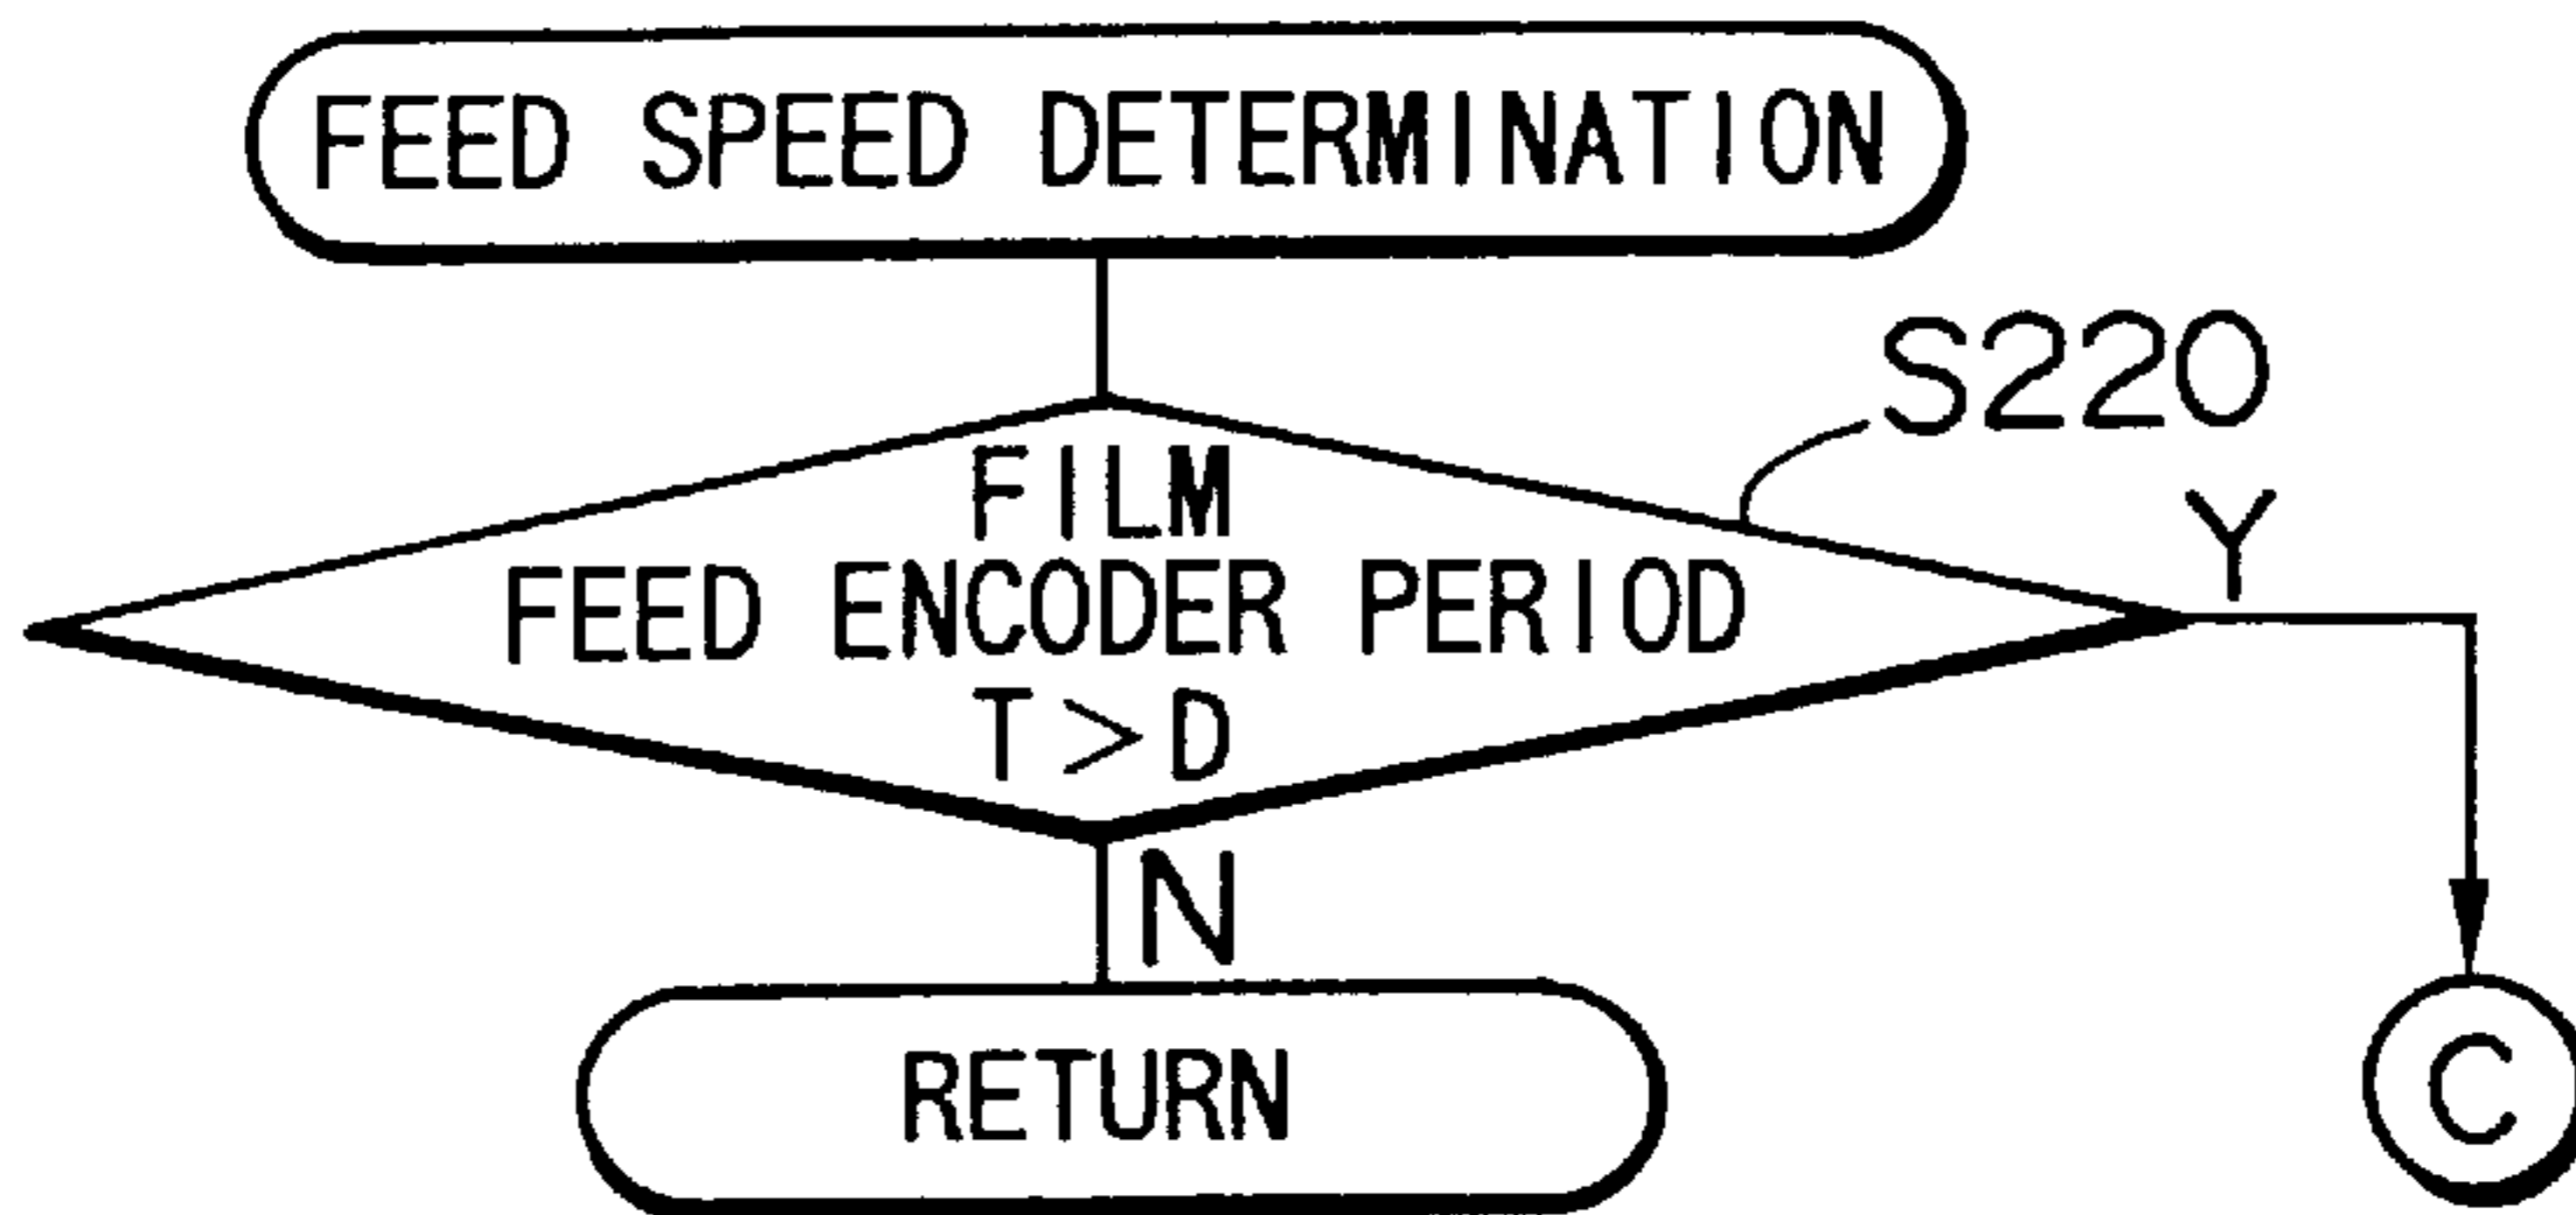 FEED SPEED DETERMINATION
S220
FILM
FEED ENCODER PERIOD
T>D
Y
N
RETURN
C